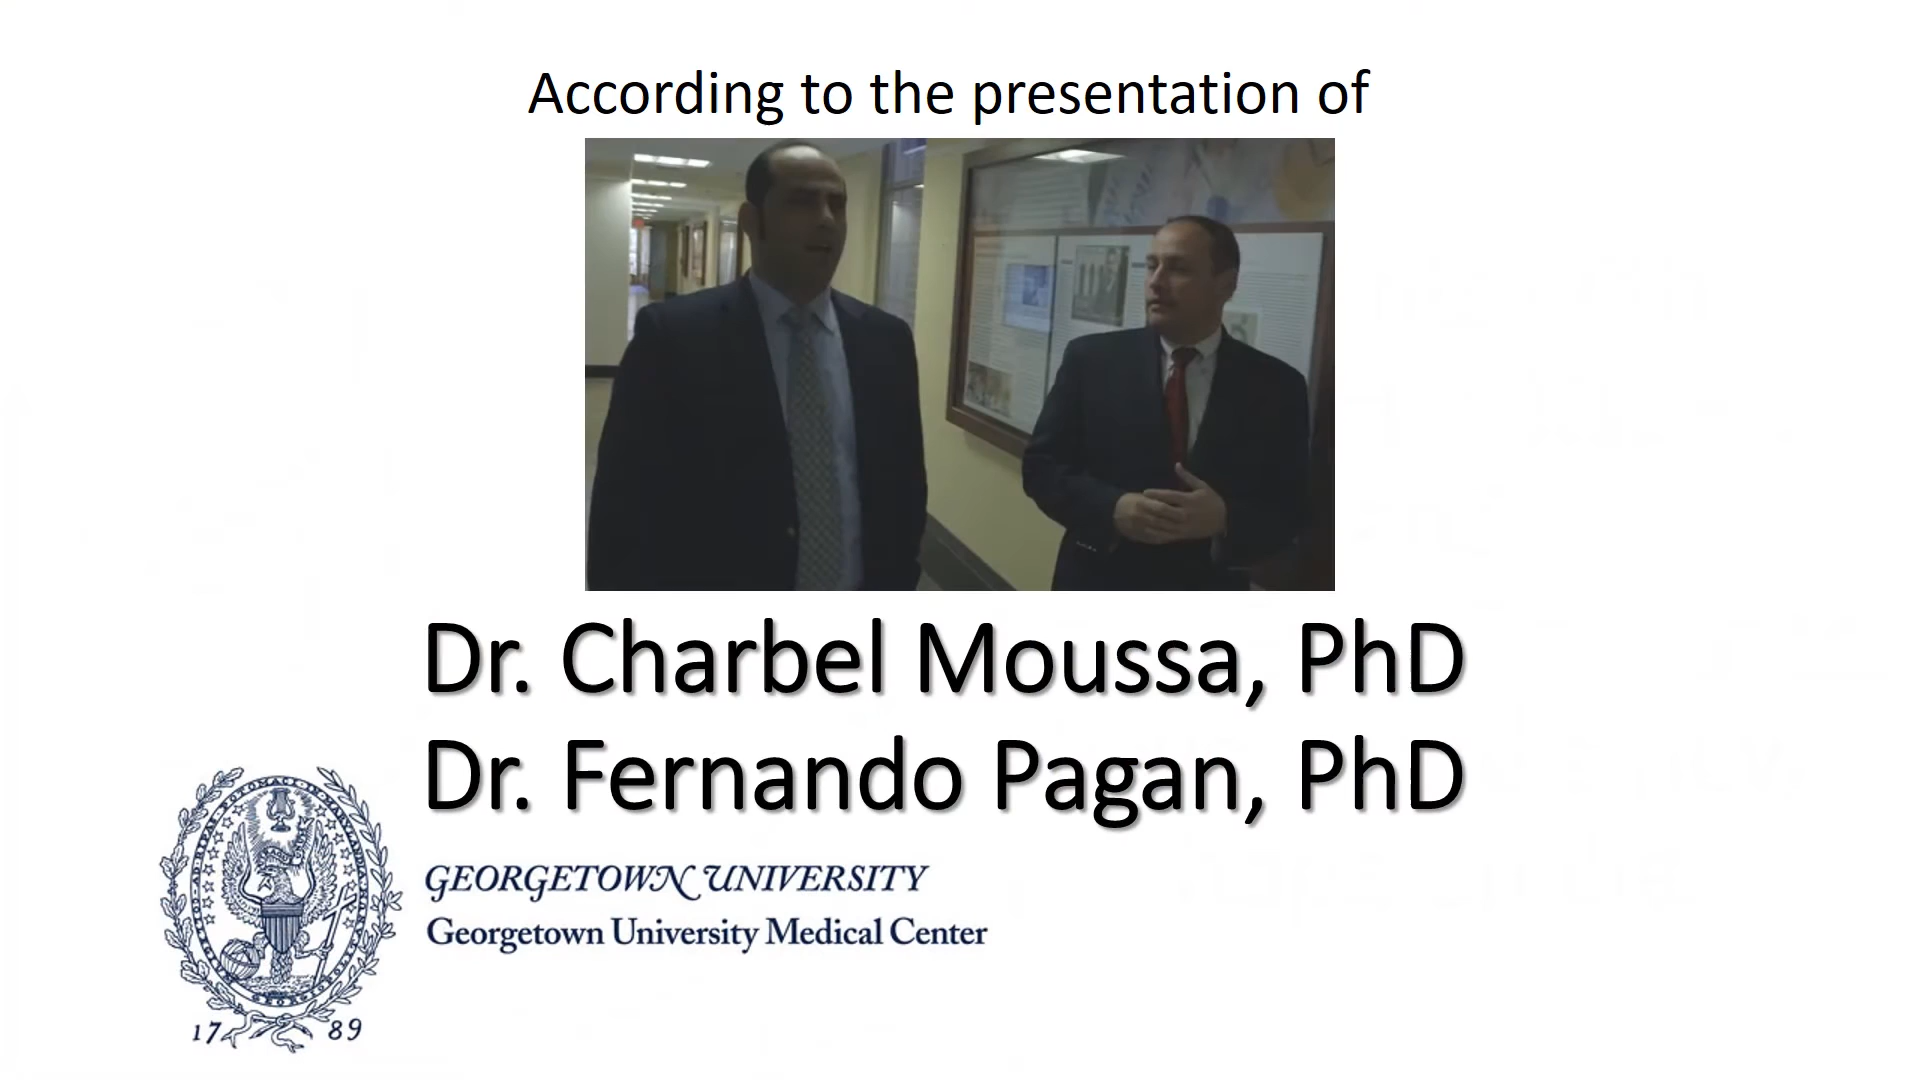 According to the presentation of
Dr. Charbel Moussa, PhD
Dr. Fernando Pagan, PhD
GEORGETOWN UNIVERSITY
Georgetown University Medical Center
17 89